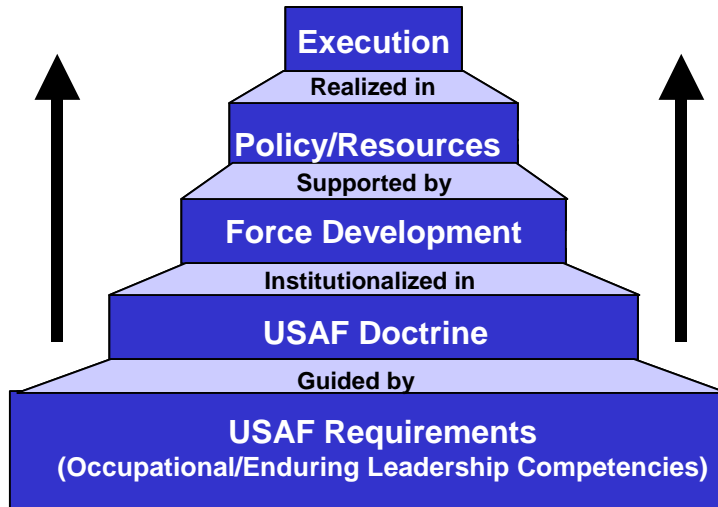 Execution
Realized in
Policy/Resources
Supported by
Force Development
Institutionalized in
USAF Doctrine
Guided by
USAF Requirements
(Occupational/Enduring Leadership Competencies)